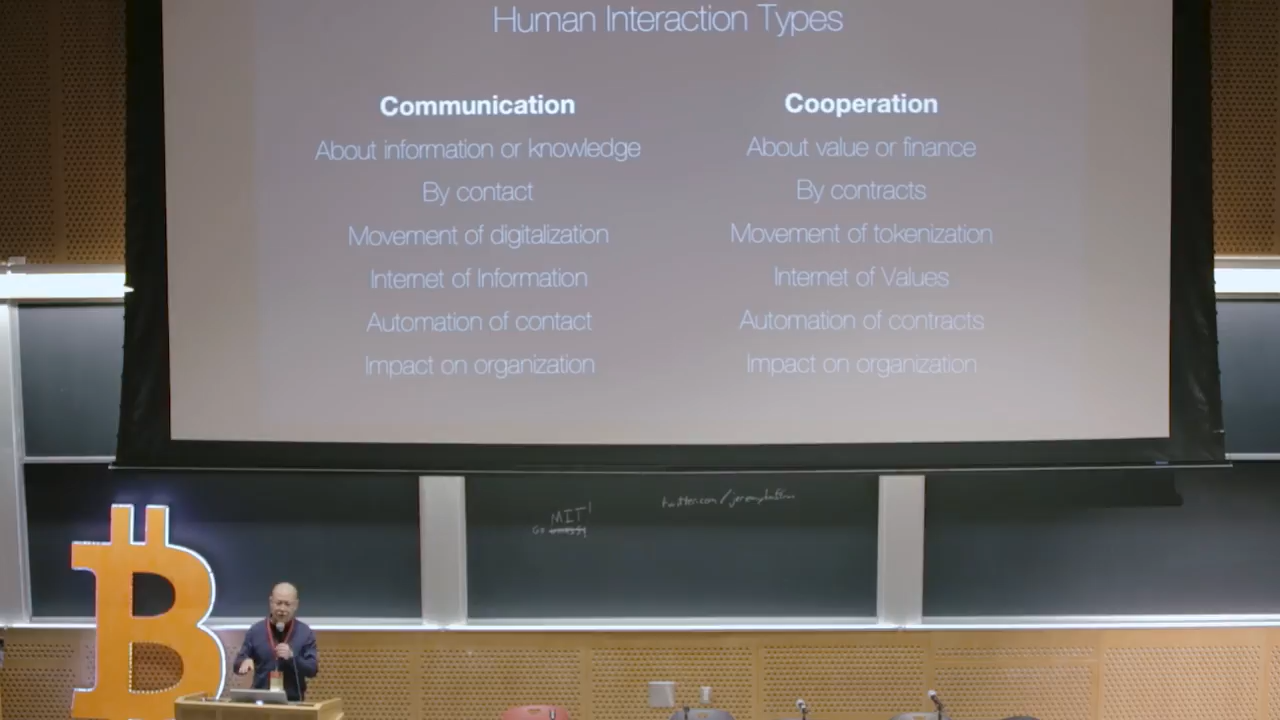 Human Interaction Types
Communication
About information or knowledge
By contact
Movement of digitalization
Internet of Information
Automation of contact
Impact on organization
Cooperation
About value or finance
By contracts
Movement of tokenization
Internet of Values
Automation of contracts
Impact on organization
MIT!
GO